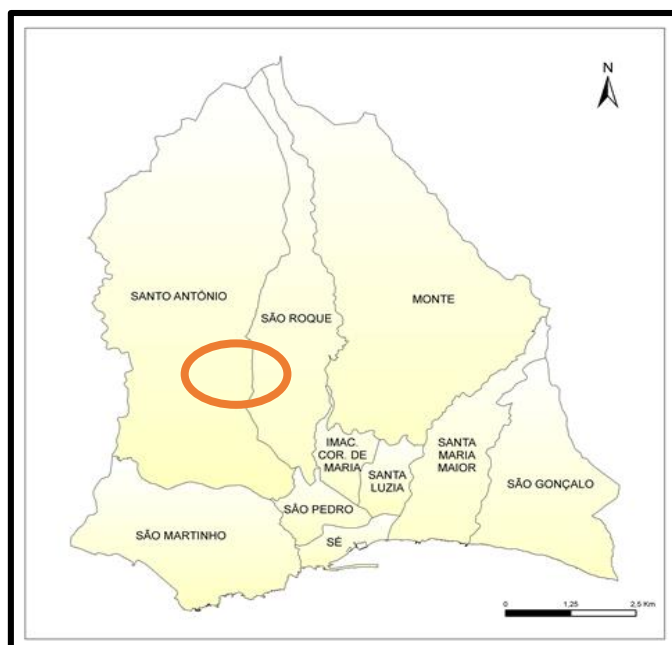 N
SANTO ANTÓNIO
MONTE
SÃO ROQUE
IMAC.
COR. DE
MARIA
SANTA
MARIA
MAIOR
SANTA
LUZIA
SÃO GONÇALO
SÃO PEDRO
SÃO MARTINHO
SÉ
0 1,25 2,5 Km